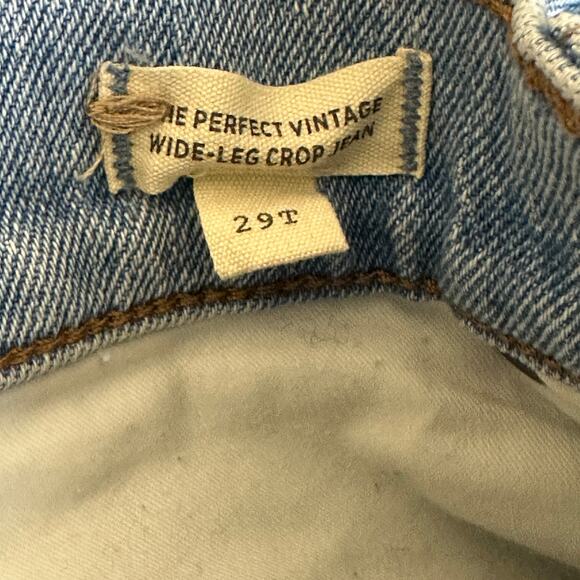 HE PERFECT VINTAGE
WIDE-LEG CROP JEAN
29T